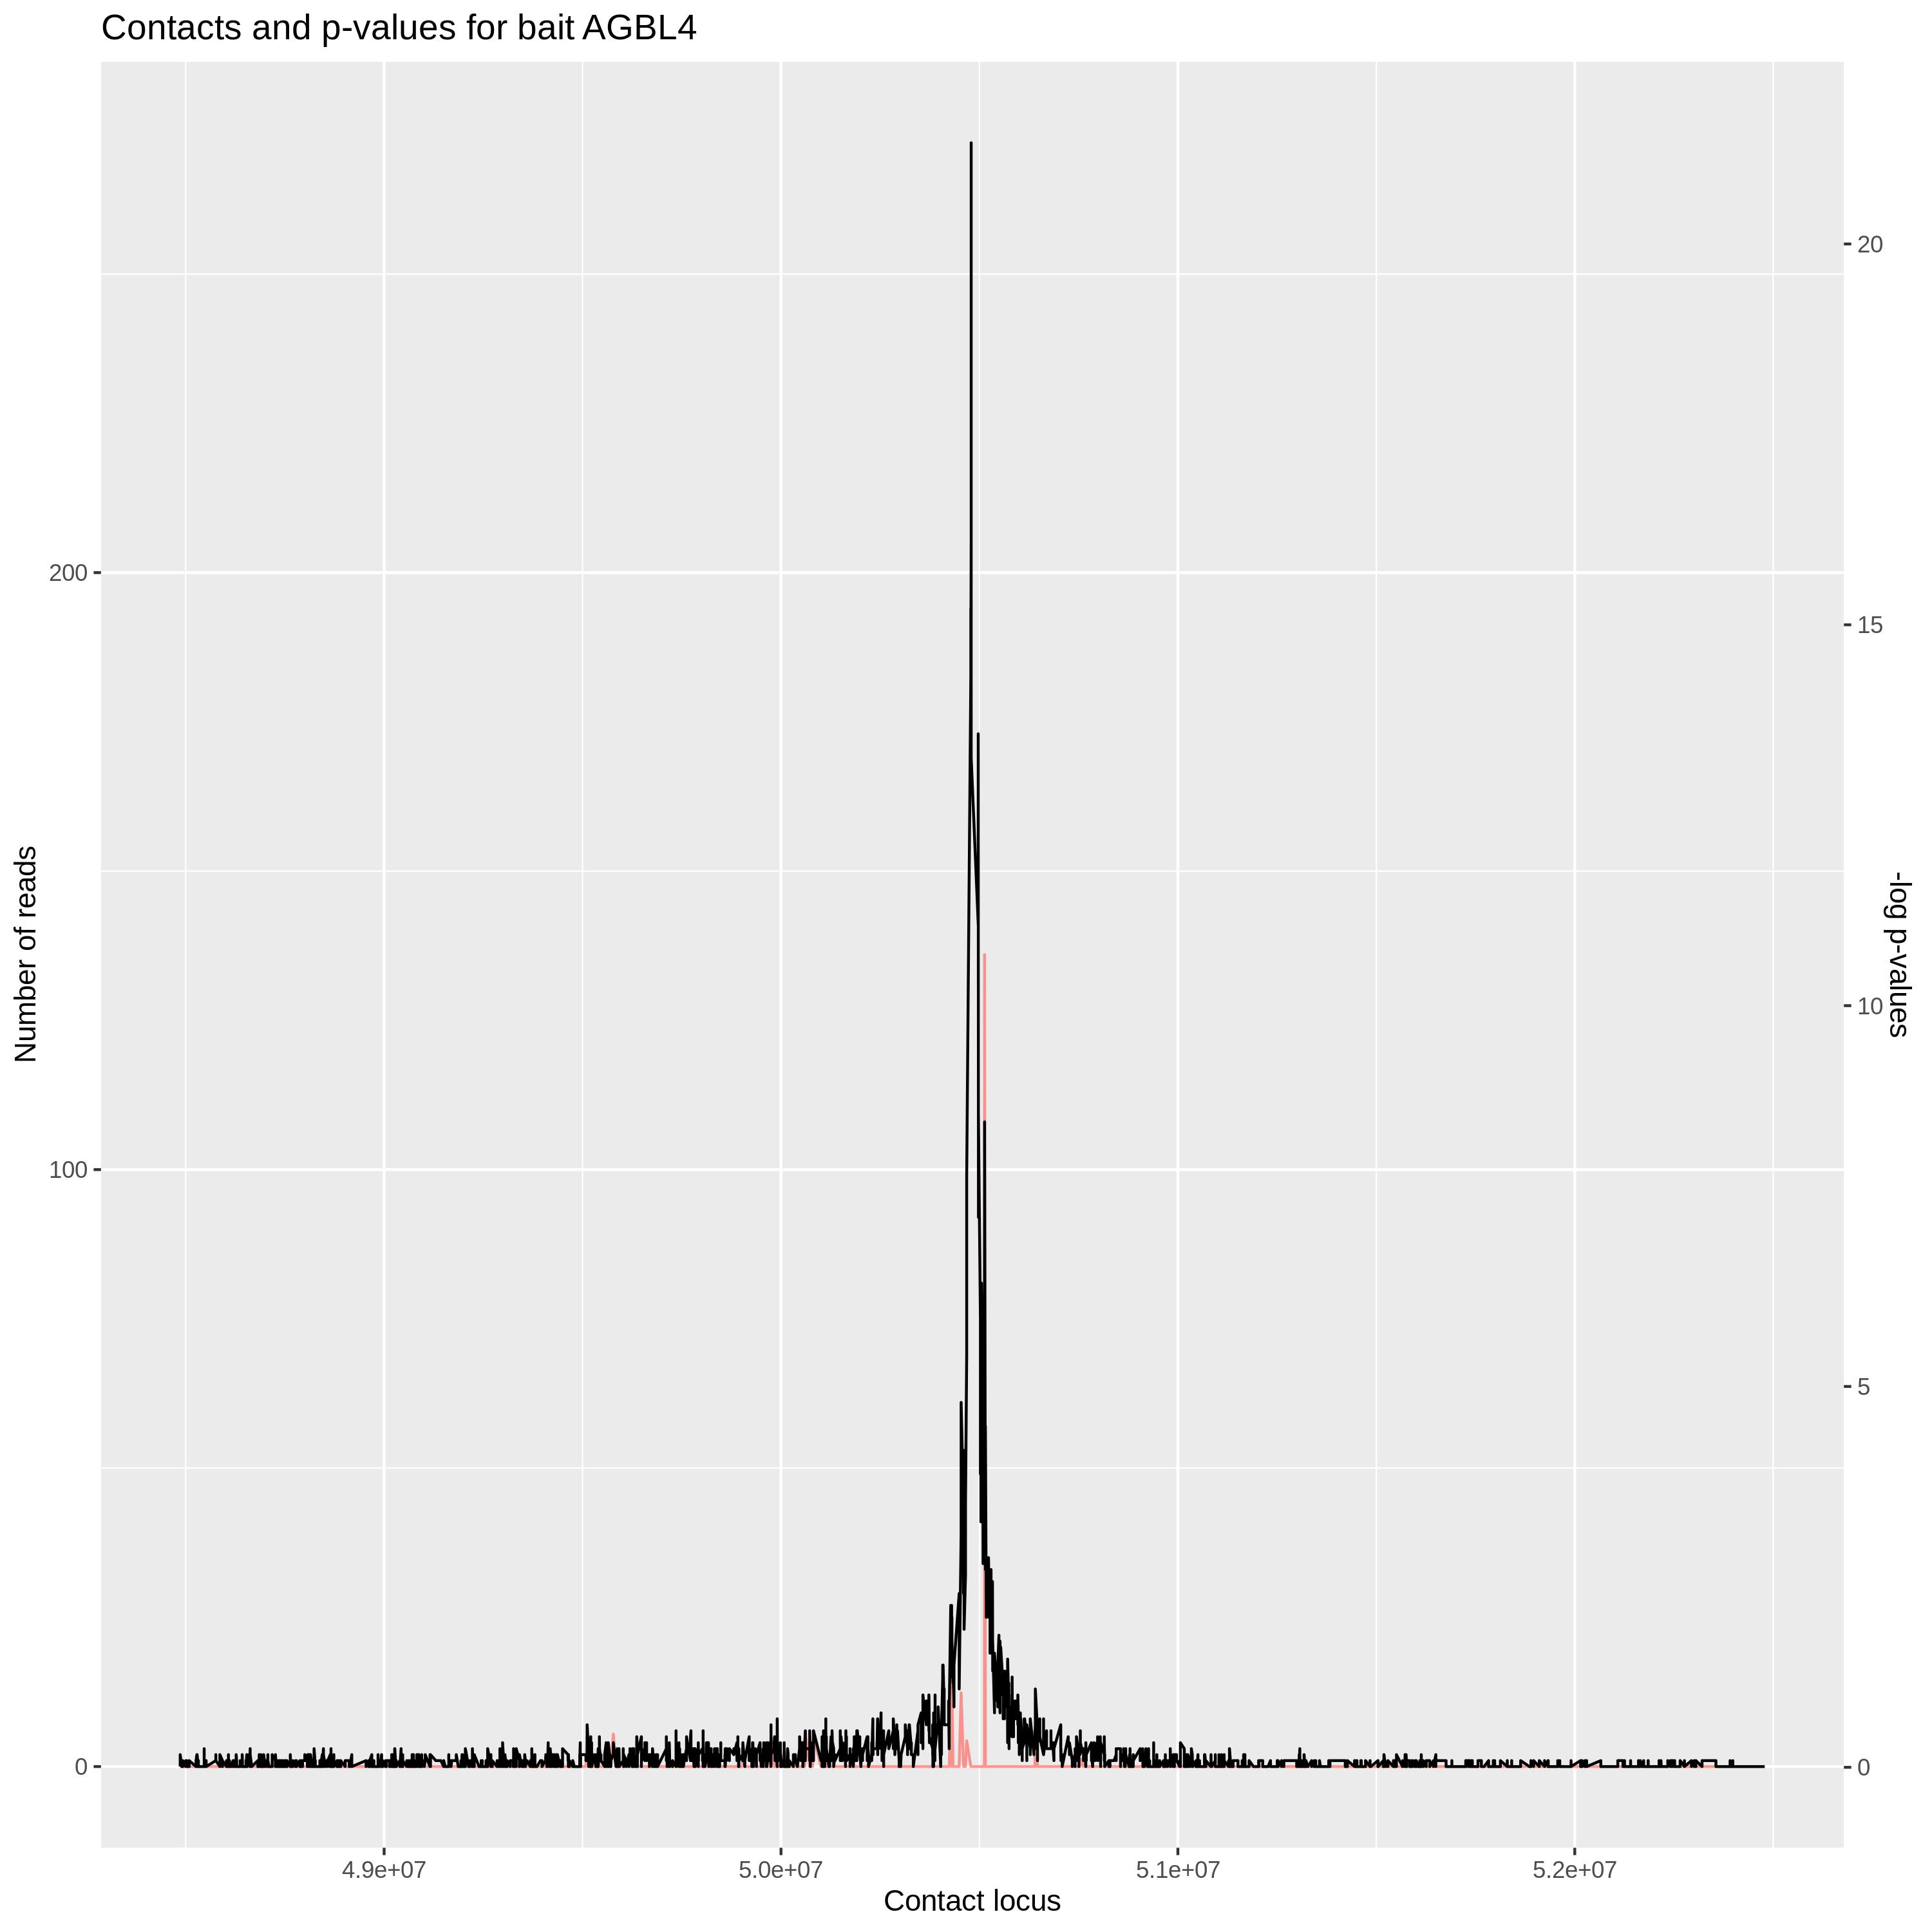 Contacts and p-values for bait AGBL4
Number of reads
200
100
0
20
15
10
5
0
-log p-values
4.9e+07
5.0e+07
5.1e+07
5.2e+07
Contact locus